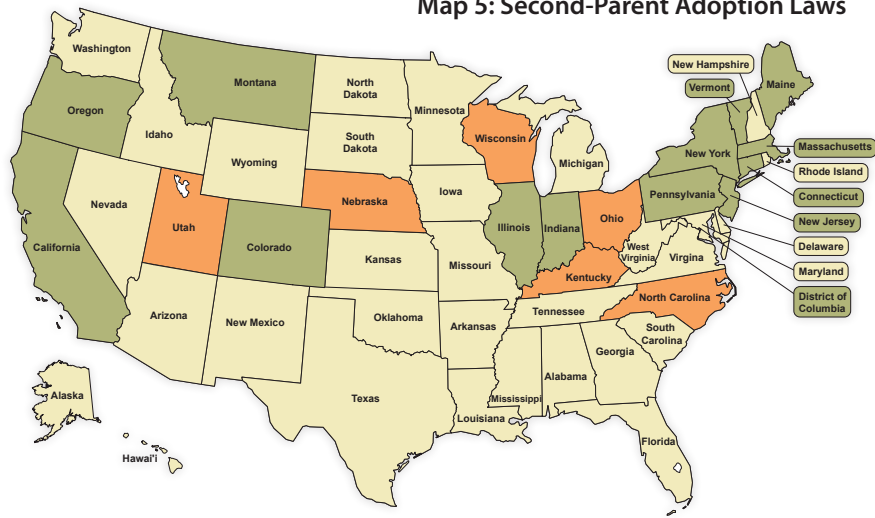 Map 5: Second-Parent Adoption Laws
Washington
Montana
North
Dakota
Minnesota
Oregon
Idaho
South
Dakota
Wisconsin
Wyoming
Michigan
New Hampshire
Vermont
Maine
New York
Massachusetts
Rhode Island
Connecticut
New Jersey
Delaware
Maryland
District of
Columbia
Nevada
Utah
Nebraska
Iowa
Pennsylvania
California
Colorado
Illinois
Indiana
Ohio
Kansas
Missouri
West
Virginia
Virgina
Kentucky
North Carolina
Arizona
New Mexico
Oklahoma
Arkansas
Tennessee
South
Carolina
Texas
Mississippi
Alabama
Georgia
Louisiana
Florida
Alaska
Hawai'i